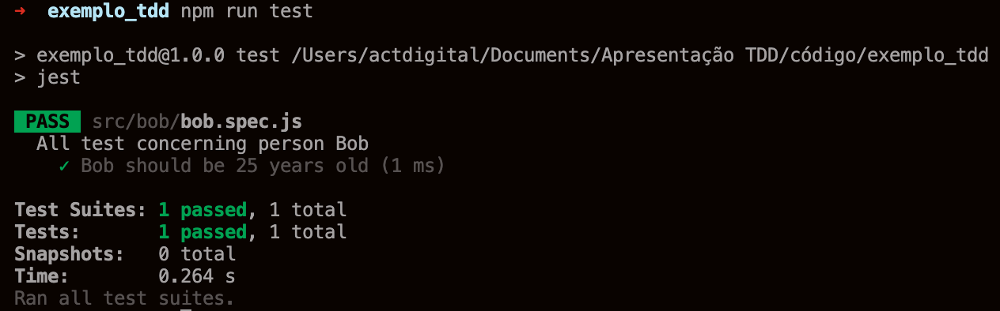 ➜ exemplo_tdd npm run test
> exemplo_tdd@1.0.0 test /Users/actdigital/Documents/Apresentação TDD/código/exemplo_tdd
> jest
PASS src/bob/bob.spec.js
All test concerning person Bob
✓ Bob should be 25 years old (1 ms)
Test Suites: 1 passed, 1 total
Tests: 1 passed, 1 total
Snapshots: 0 total
Time: 0.264 s
Ran all test suites.